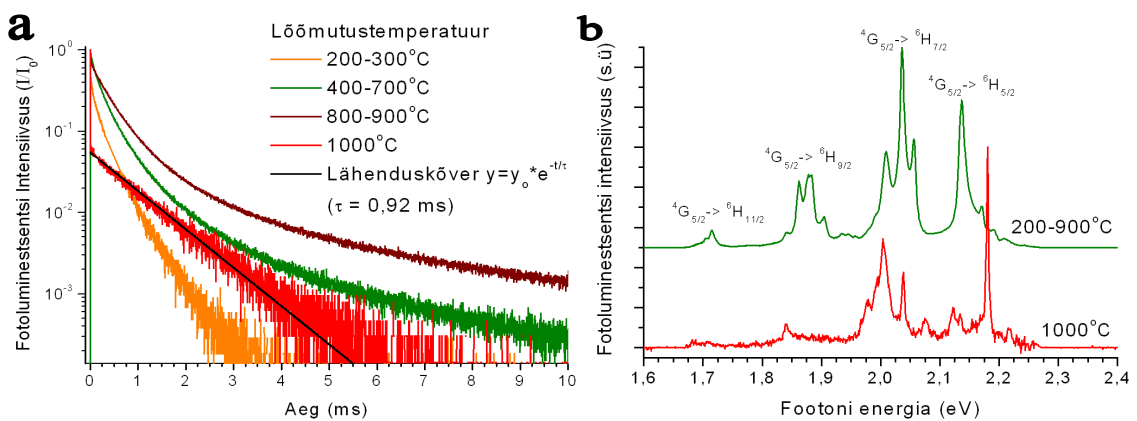 a
Lõõmutustemperatuur
200-300°C
400-700°C
800-900°C
1000°C
Lähenduskõver y=y₀*e^-t/τ
(τ = 0,92 ms)
Fotoluminestsentsi Intensiivsus (I/I₀)
10⁰
10⁻¹
10⁻²
10⁻³
0 1 2 3 4 5 6 7 8 9 10
Aeg (ms)
b
⁴G₅/₂-> ⁶H₇/₂
⁴G₅/₂-> ⁶H₅/₂
⁴G₅/₂-> ⁶H₉/₂
⁴G₅/₂-> ⁶H₁₁/₂
200-900°C
1000°C
Fotoluminestsentsi intensiivsus (s.ü)
1,6 1,7 1,8 1,9 2,0 2,1 2,2 2,3 2,4
Footoni energia (eV)